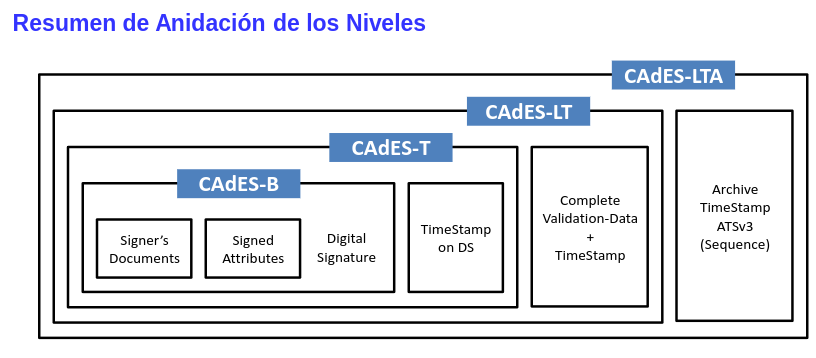 Resumen de Anidación de los Niveles
CAdES-LTA
CAdES-LT
CAdES-T
CAdES-B
Signer's
Documents
Signed
Attributes
Digital
Signature
TimeStamp
on DS
Complete
Validation-Data
+
TimeStamp
Archive
TimeStamp
ATSv3
(Sequence)